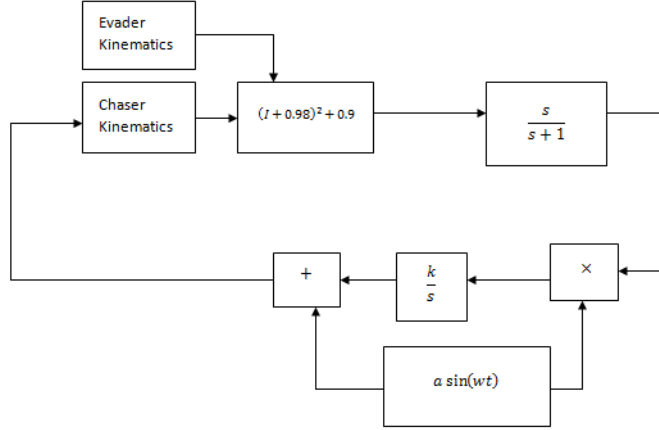 Evader
Kinematics
Chaser
Kinematics
(I + 0.98)² + 0.9
s
s + 1
+
k
s
×
a sin(wt)